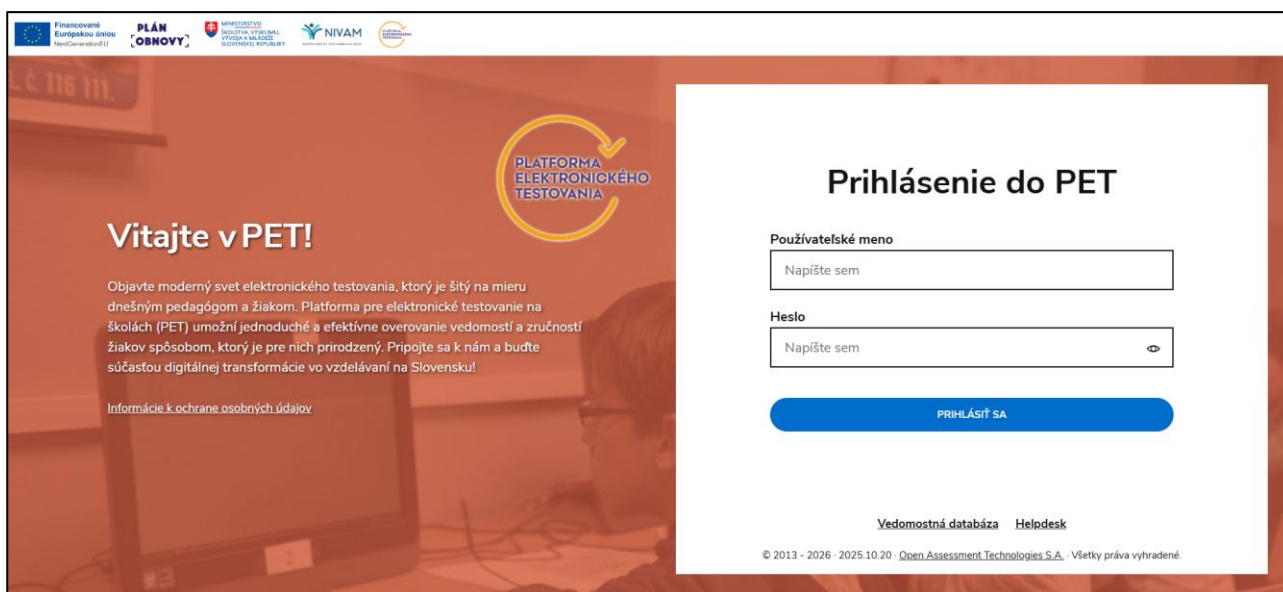 Financované
Európskou úniou
NextGenerationEU
PLÁN
OBNOVY
MINISTERSTVO
ŠKOLSTVA, VÝSKUMU,
VÝVOJA A MLÁDEŽE
SLOVENSKEJ REPUBLIKY
NIVAM
č. 116 111.
PLATFORMA
ELEKTRONICKÉHO
TESTOVANIA
Vitajte v PET!
Objavte moderný svet elektronického testovania, ktorý je šitý na mieru
dnešným pedagógom a žiakom. Platforma pre elektronické testovanie na
školách (PET) umožní jednoduché a efektívne overovanie vedomostí a zručností
žiakov spôsobom, ktorý je pre nich prirodzený. Pripojte sa k nám a buďte
súčasťou digitálnej transformácie vo vzdelávaní na Slovensku!
Informácie k ochrane osobných údajov
2
Prihlásenie do PET
Používateľské meno
Napíšte sem
Heslo
Napíšte sem
PRIHLÁSIŤ SA
Vedomostná databáza Helpdesk
© 2013 - 2026 · 2025.10.20 · Open Assessment Technologies S.A. · Všetky práva vyhradené.